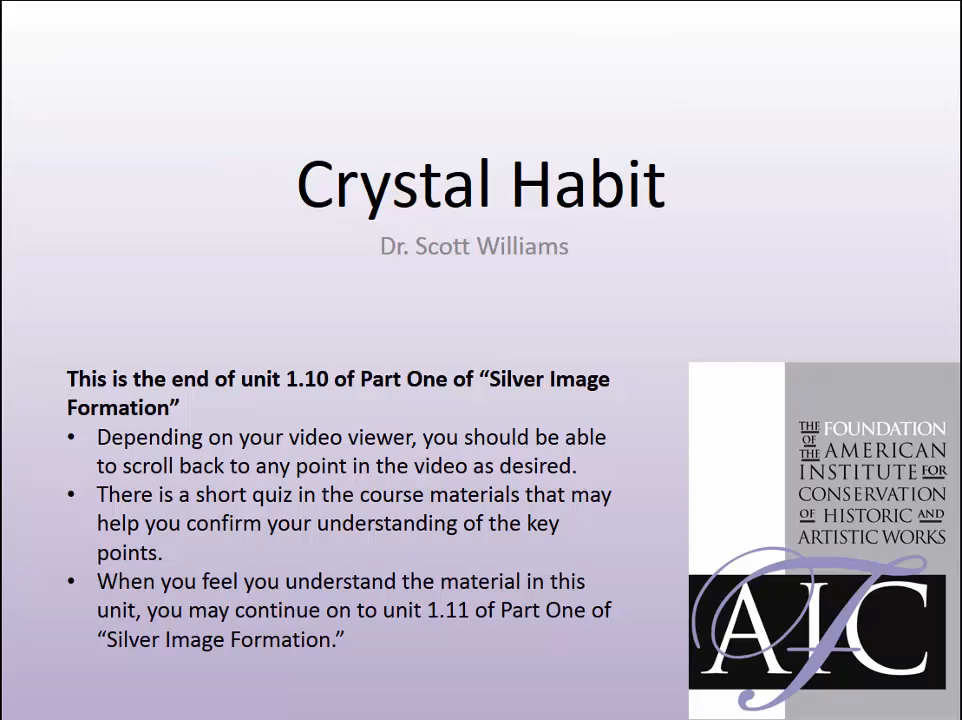 Crystal Habit
Dr. Scott Williams
This is the end of unit 1.10 of Part One of “Silver Image
Formation”
• Depending on your video viewer, you should be able
to scroll back to any point in the video as desired.
• There is a short quiz in the course materials that may
help you confirm your understanding of the key
points.
• When you feel you understand the material in this
unit, you may continue on to unit 1.11 of Part One of
“Silver Image Formation.”
THE FOUNDATION
OF
THE AMERICAN
INSTITUTE FOR
CONSERVATION
OF HISTORIC AND
ARTISTIC WORKS
AIC
F